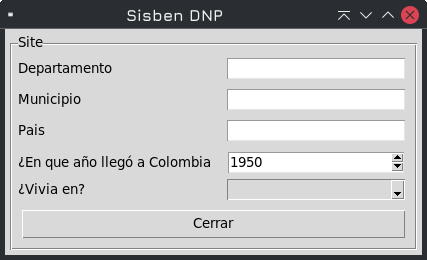 Sisben DNP
Site
Departamento
Municipio
Pais
¿En que año llegó a Colombia 1950
¿Vivia en?
Cerrar